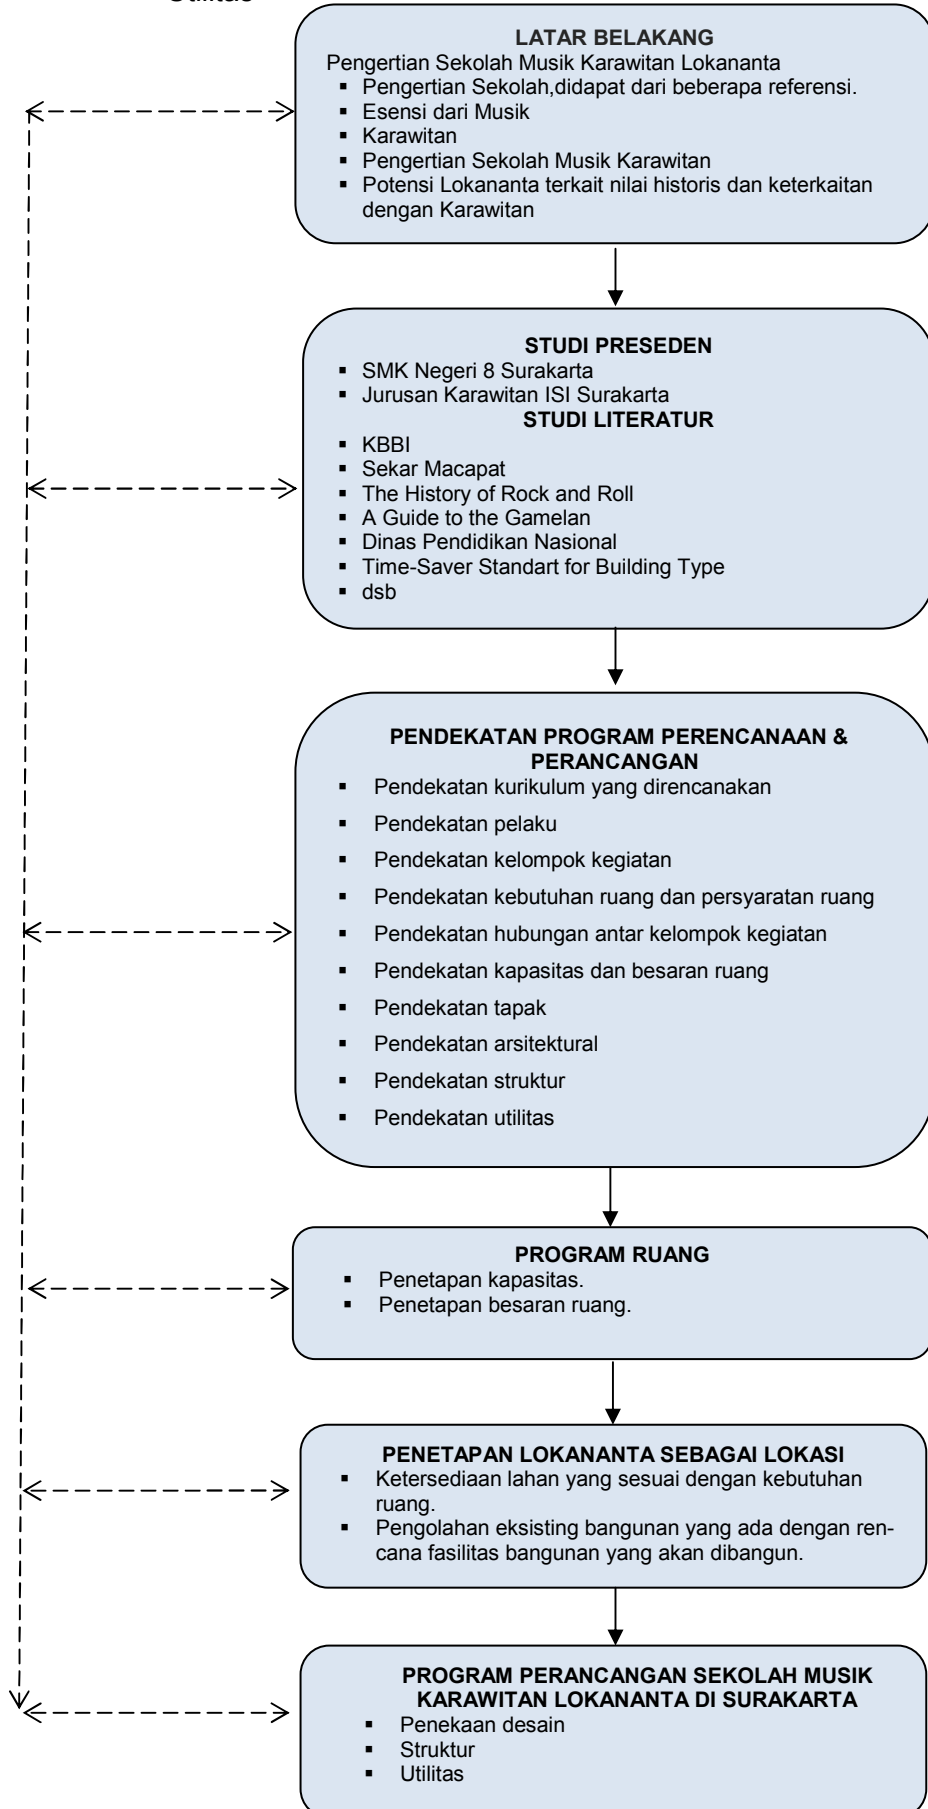 Utilitas
LATAR BELAKANG
Pengertian Sekolah Musik Karawitan Lokananta
▪ Pengertian Sekolah,didapat dari beberapa referensi.
▪ Esensi dari Musik
▪ Karawitan
▪ Pengertian Sekolah Musik Karawitan
▪ Potensi Lokananta terkait nilai historis dan keterkaitan
dengan Karawitan
STUDI PRESEDEN
▪ SMK Negeri 8 Surakarta
▪ Jurusan Karawitan ISI Surakarta
STUDI LITERATUR
▪ KBBI
▪ Sekar Macapat
▪ The History of Rock and Roll
▪ A Guide to the Gamelan
▪ Dinas Pendidikan Nasional
▪ Time-Saver Standart for Building Type
▪ dsb
PENDEKATAN PROGRAM PERENCANAAN &
PERANCANGAN
▪ Pendekatan kurikulum yang direncanakan
▪ Pendekatan pelaku
▪ Pendekatan kelompok kegiatan
▪ Pendekatan kebutuhan ruang dan persyaratan ruang
▪ Pendekatan hubungan antar kelompok kegiatan
▪ Pendekatan kapasitas dan besaran ruang
▪ Pendekatan tapak
▪ Pendekatan arsitektural
▪ Pendekatan struktur
▪ Pendekatan utilitas
PROGRAM RUANG
▪ Penetapan kapasitas.
▪ Penetapan besaran ruang.
PENETAPAN LOKANANTA SEBAGAI LOKASI
▪ Ketersediaan lahan yang sesuai dengan kebutuhan
ruang.
▪ Pengolahan eksisting bangunan yang ada dengan ren-
cana fasilitas bangunan yang akan dibangun.
PROGRAM PERANCANGAN SEKOLAH MUSIK
KARAWITAN LOKANANTA DI SURAKARTA
▪ Penekaan desain
▪ Struktur
▪ Utilitas